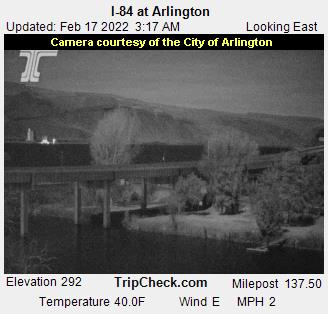 I-84 at Arlington
Updated: Feb 17 2022 3:17 AM Looking East
Camera courtesy of the City of Arlington
Elevation 292 TripCheck.com Milepost 137.50
Temperature 40.0F Wind E MPH 2